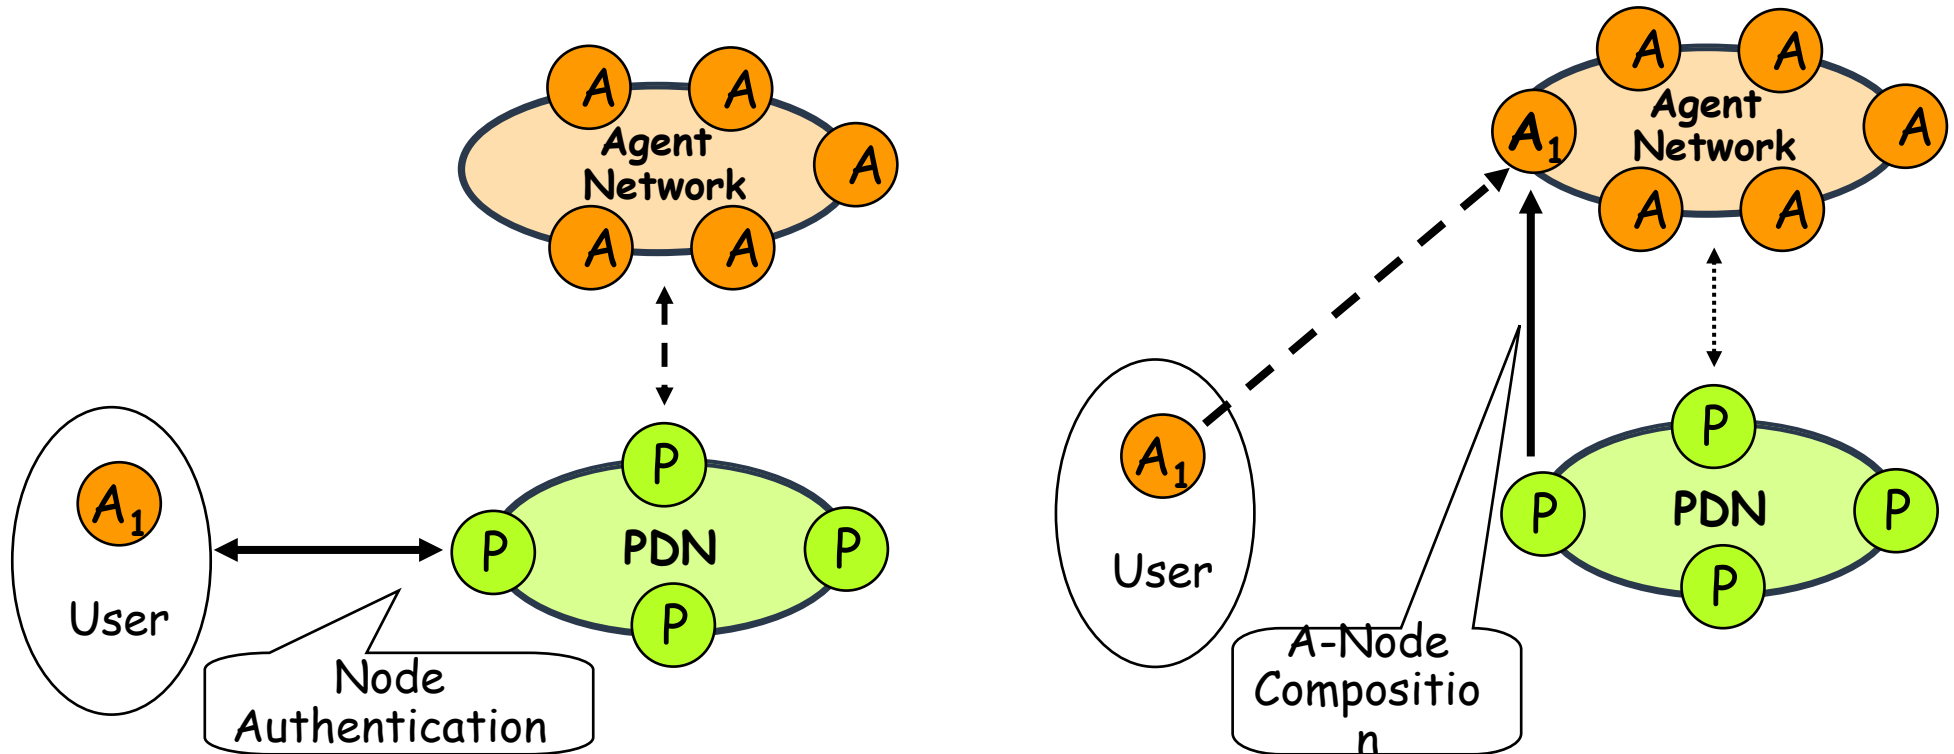 A A
Agent
Network
A
A A
P
A₁
P PDN P
User
P
Node
Authentication
A A
Agent
Network
A₁ A
A A
P
A₁
P PDN P
User
P
A-Node
Compositio
n